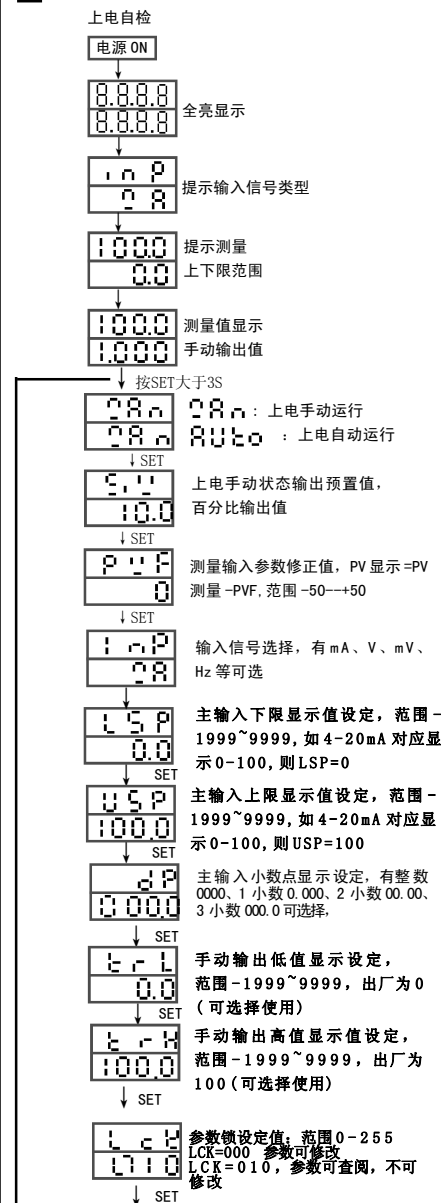 上电自检
电源 ON
8.8.8.8
8.8.8.8
全亮显示
inP
提示输入信号类型
100.0
提示测量
0.0
上下限范围
100.0
测量值显示
1.000
手动输出值
按SET大于3S
：上电手动运行
AUto ：上电自动运行
↓ SET
上电手动状态输出预置值,
10.0
百分比输出值
↓ SET
测量输入参数修正值, PV 显示 =PV
0
测量 -PVF, 范围 -50--+50
↓ SET
InP
输入信号选择, 有 mA、V、mV、
Hz 等可选
LSP
主输入下限显示值设定, 范围 -
1999~9999, 如 4-20mA 对应显
0.0
示 0-100, 则 LSP=0
SET
USP
主输入上限显示值设定, 范围 -
1999~9999, 如 4-20mA 对应显
100.0
示 0-100, 则 USP=100
SET
dP
主输入小数点显示设定, 有整数
0000、1 小数 0.000、2 小数 00.00、
000.0
3 小数 000.0 可选择,
SET
trL
手动输出低值显示设定,
范围 -1999~9999, 出厂为 0
0.0
(可选择使用)
SET
trH
手动输出高值显示值设定,
范围 -1999~9999, 出厂为
100.0
100 (可选择使用)
SET
参数锁设定值：范围0-255
LCK=000 参数可修改
LCK=010, 参数可查阅, 不可
修改
SET